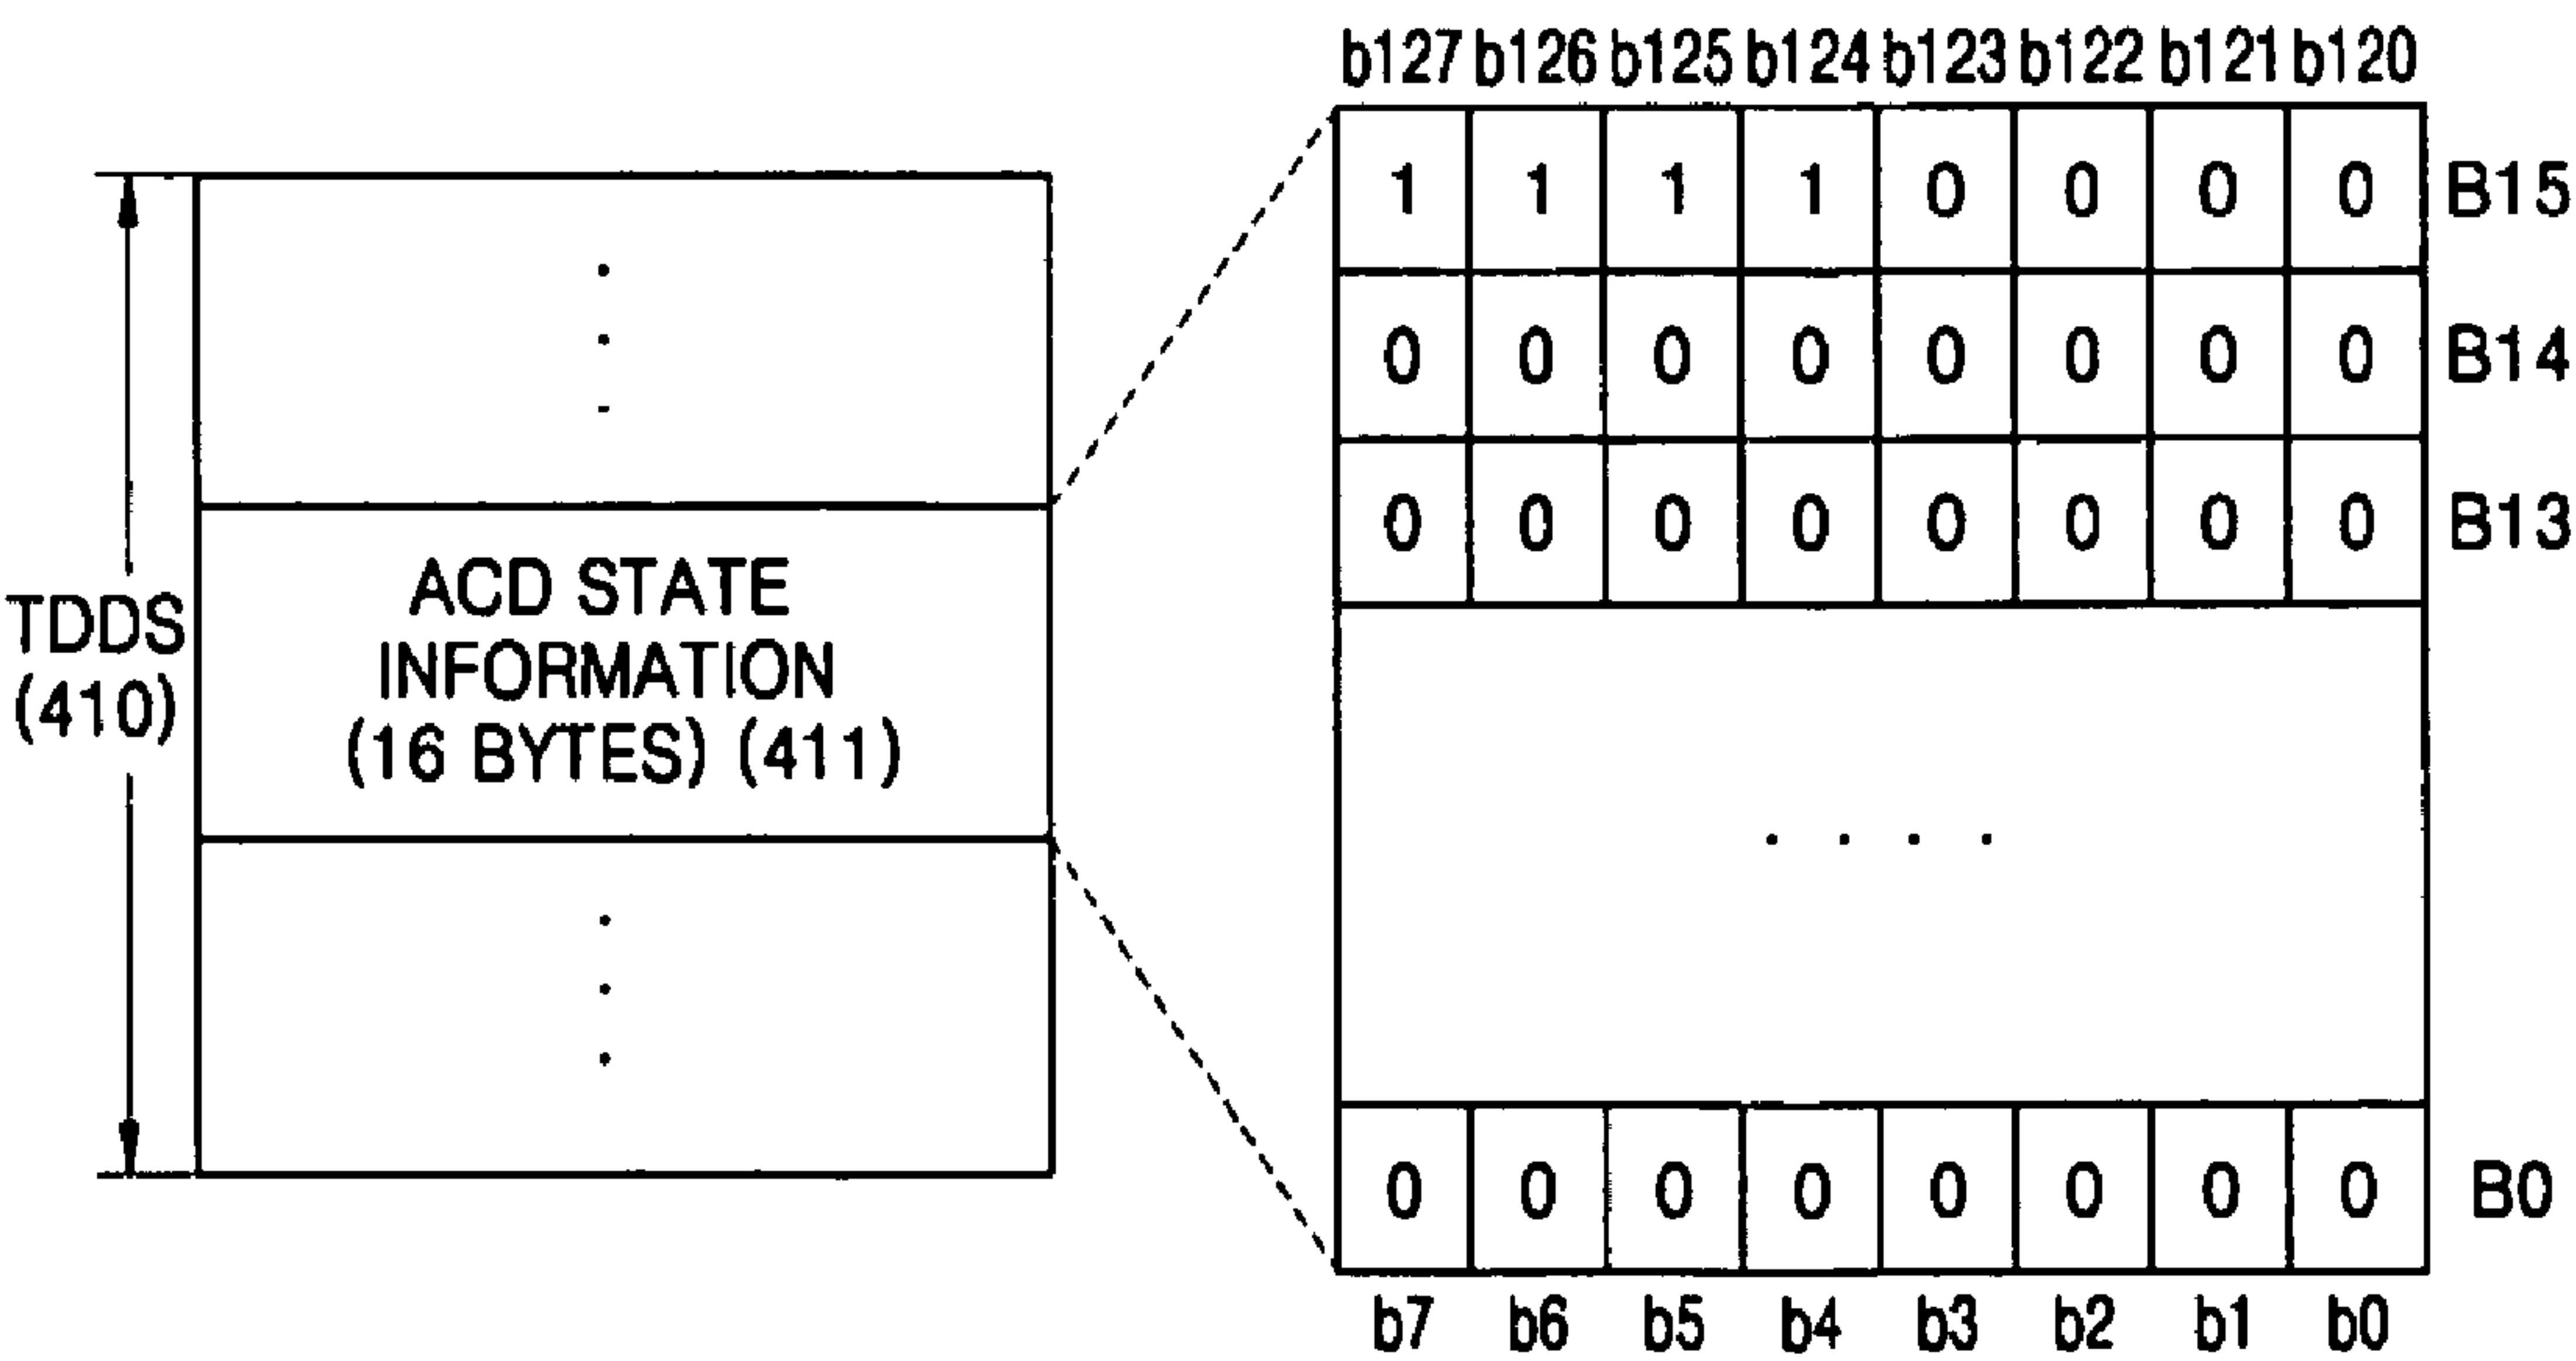 b127 b126 b125 b124 b123 b122 b121 b120
1 1 1 1 0 0 0 0 B15
0 0 0 0 0 0 0 0 B14
0 0 0 0 0 0 0 0 B13
TDDS
(410)
ACD STATE
INFORMATION
(16 BYTES) (411)
0 0 0 0 0 0 0 0 B0
b7 b6 b5 b4 b3 b2 b1 b0